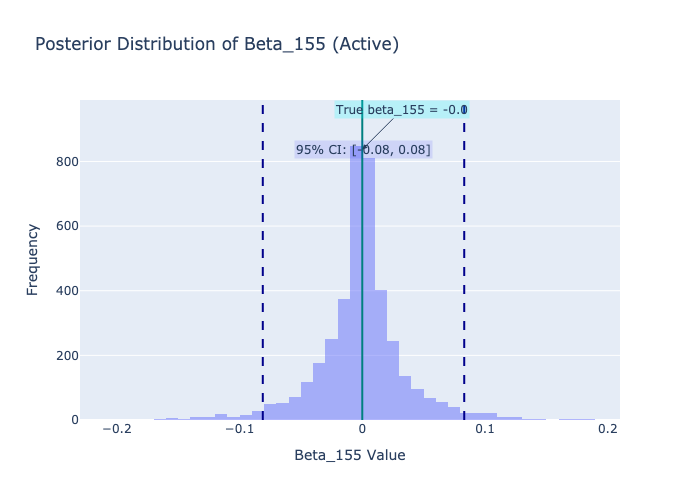 Posterior Distribution of Beta_155 (Active)
True beta_155 = -0.0
95% CI: [-0.08, 0.08]
800
600
400
200
0
Frequency
−0.2
−0.1
0
0.1
0.2
Beta_155 Value